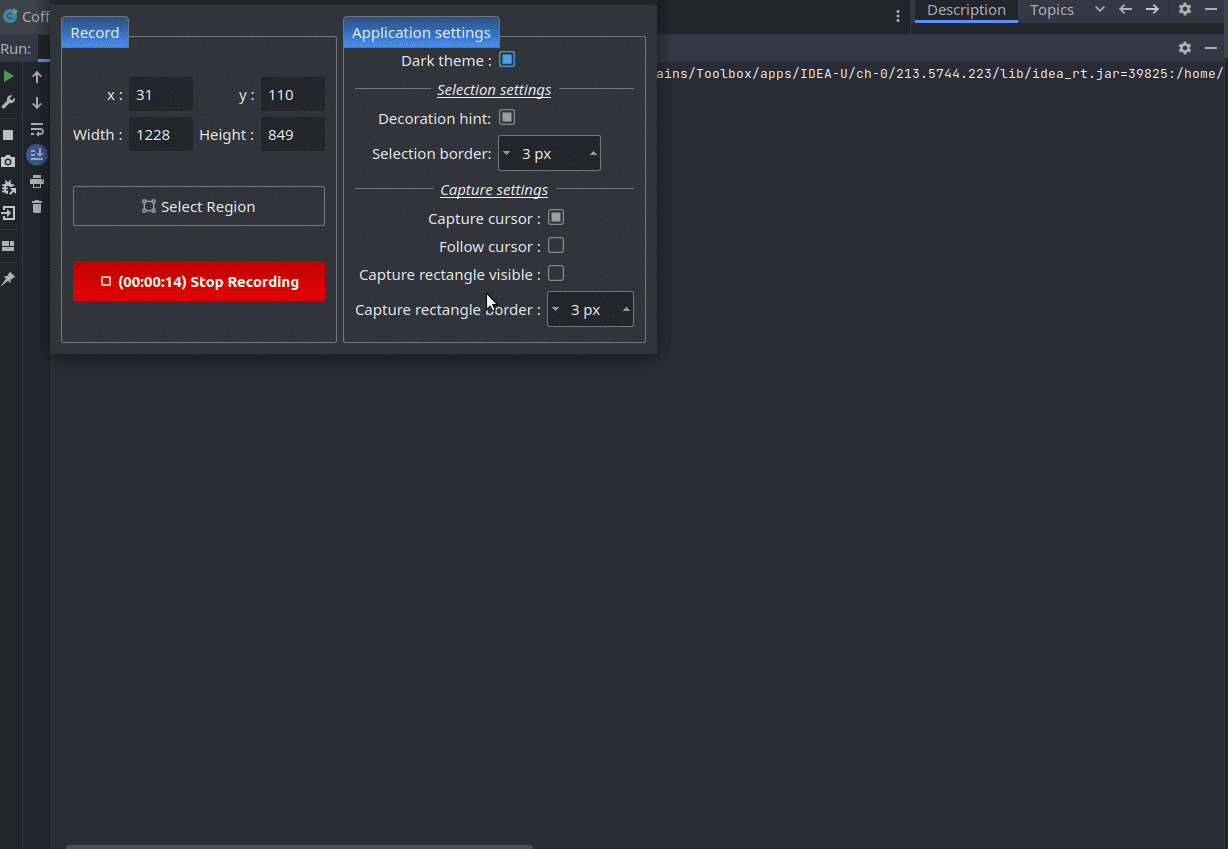 Coff
Description Topics
Run:
ains/Toolbox/apps/IDEA-U/ch-0/213.5744.223/lib/idea_rt.jar=39825:/home/
Record
x : 31 y : 110
Width : 1228 Height : 849
Select Region
(00:00:14) Stop Recording
Application settings
Dark theme :
Selection settings
Decoration hint:
Selection border: 3 px
Capture settings
Capture cursor :
Follow cursor :
Capture rectangle visible :
Capture rectangle border : 3 px